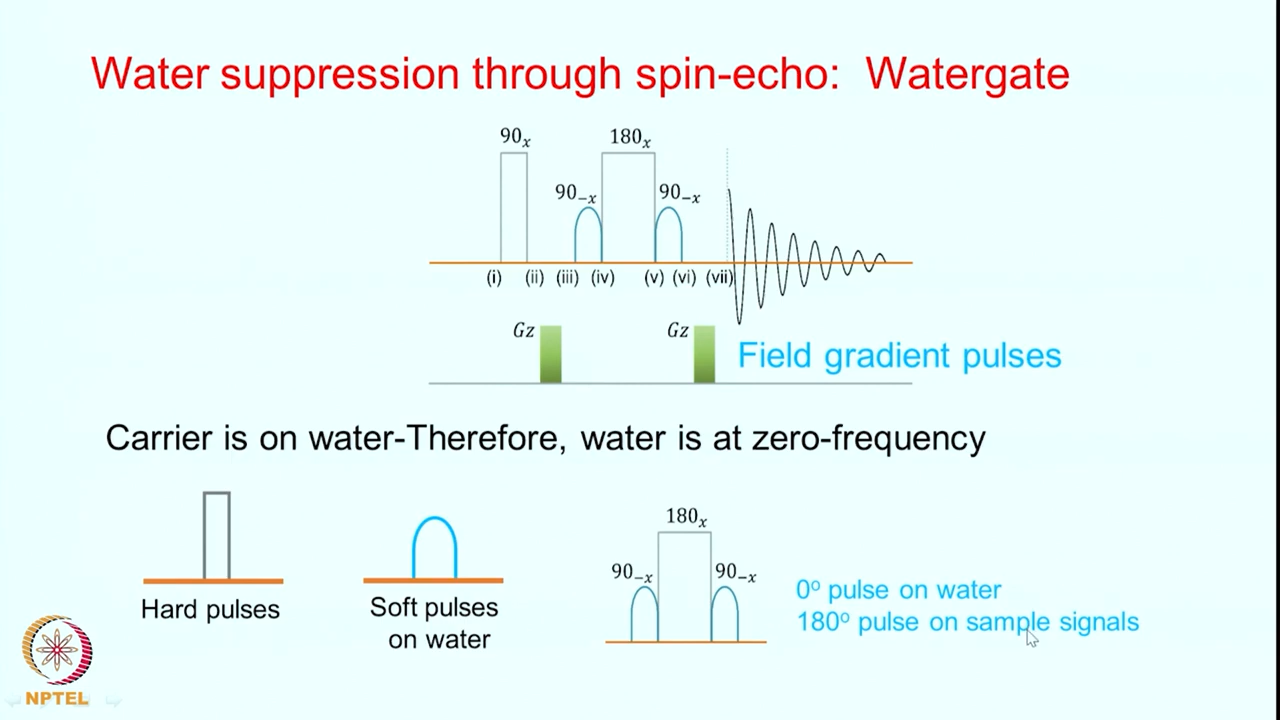 Water suppression through spin-echo: Watergate
90x 180x
90−x 90−x
(i) (ii) (iii) (iv) (v) (vi) (vii)
Gz Gz
Field gradient pulses
Carrier is on water-Therefore, water is at zero-frequency
180x
90−x 90−x
0º pulse on water
180º pulse on sample signals
Hard pulses
Soft pulses
on water
NPTEL